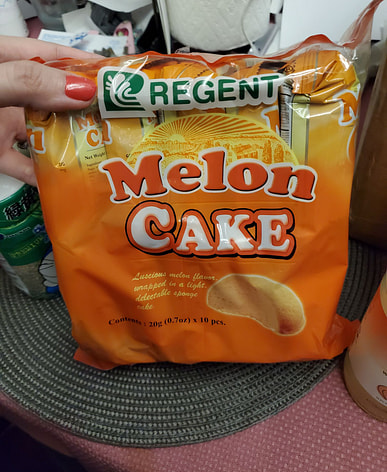 REGENT
Melon
CAKE
Luscious melon flavor,
wrapped in a light,
delectable sponge
cake
Contents : 20g (0.7oz) x 10 pcs.